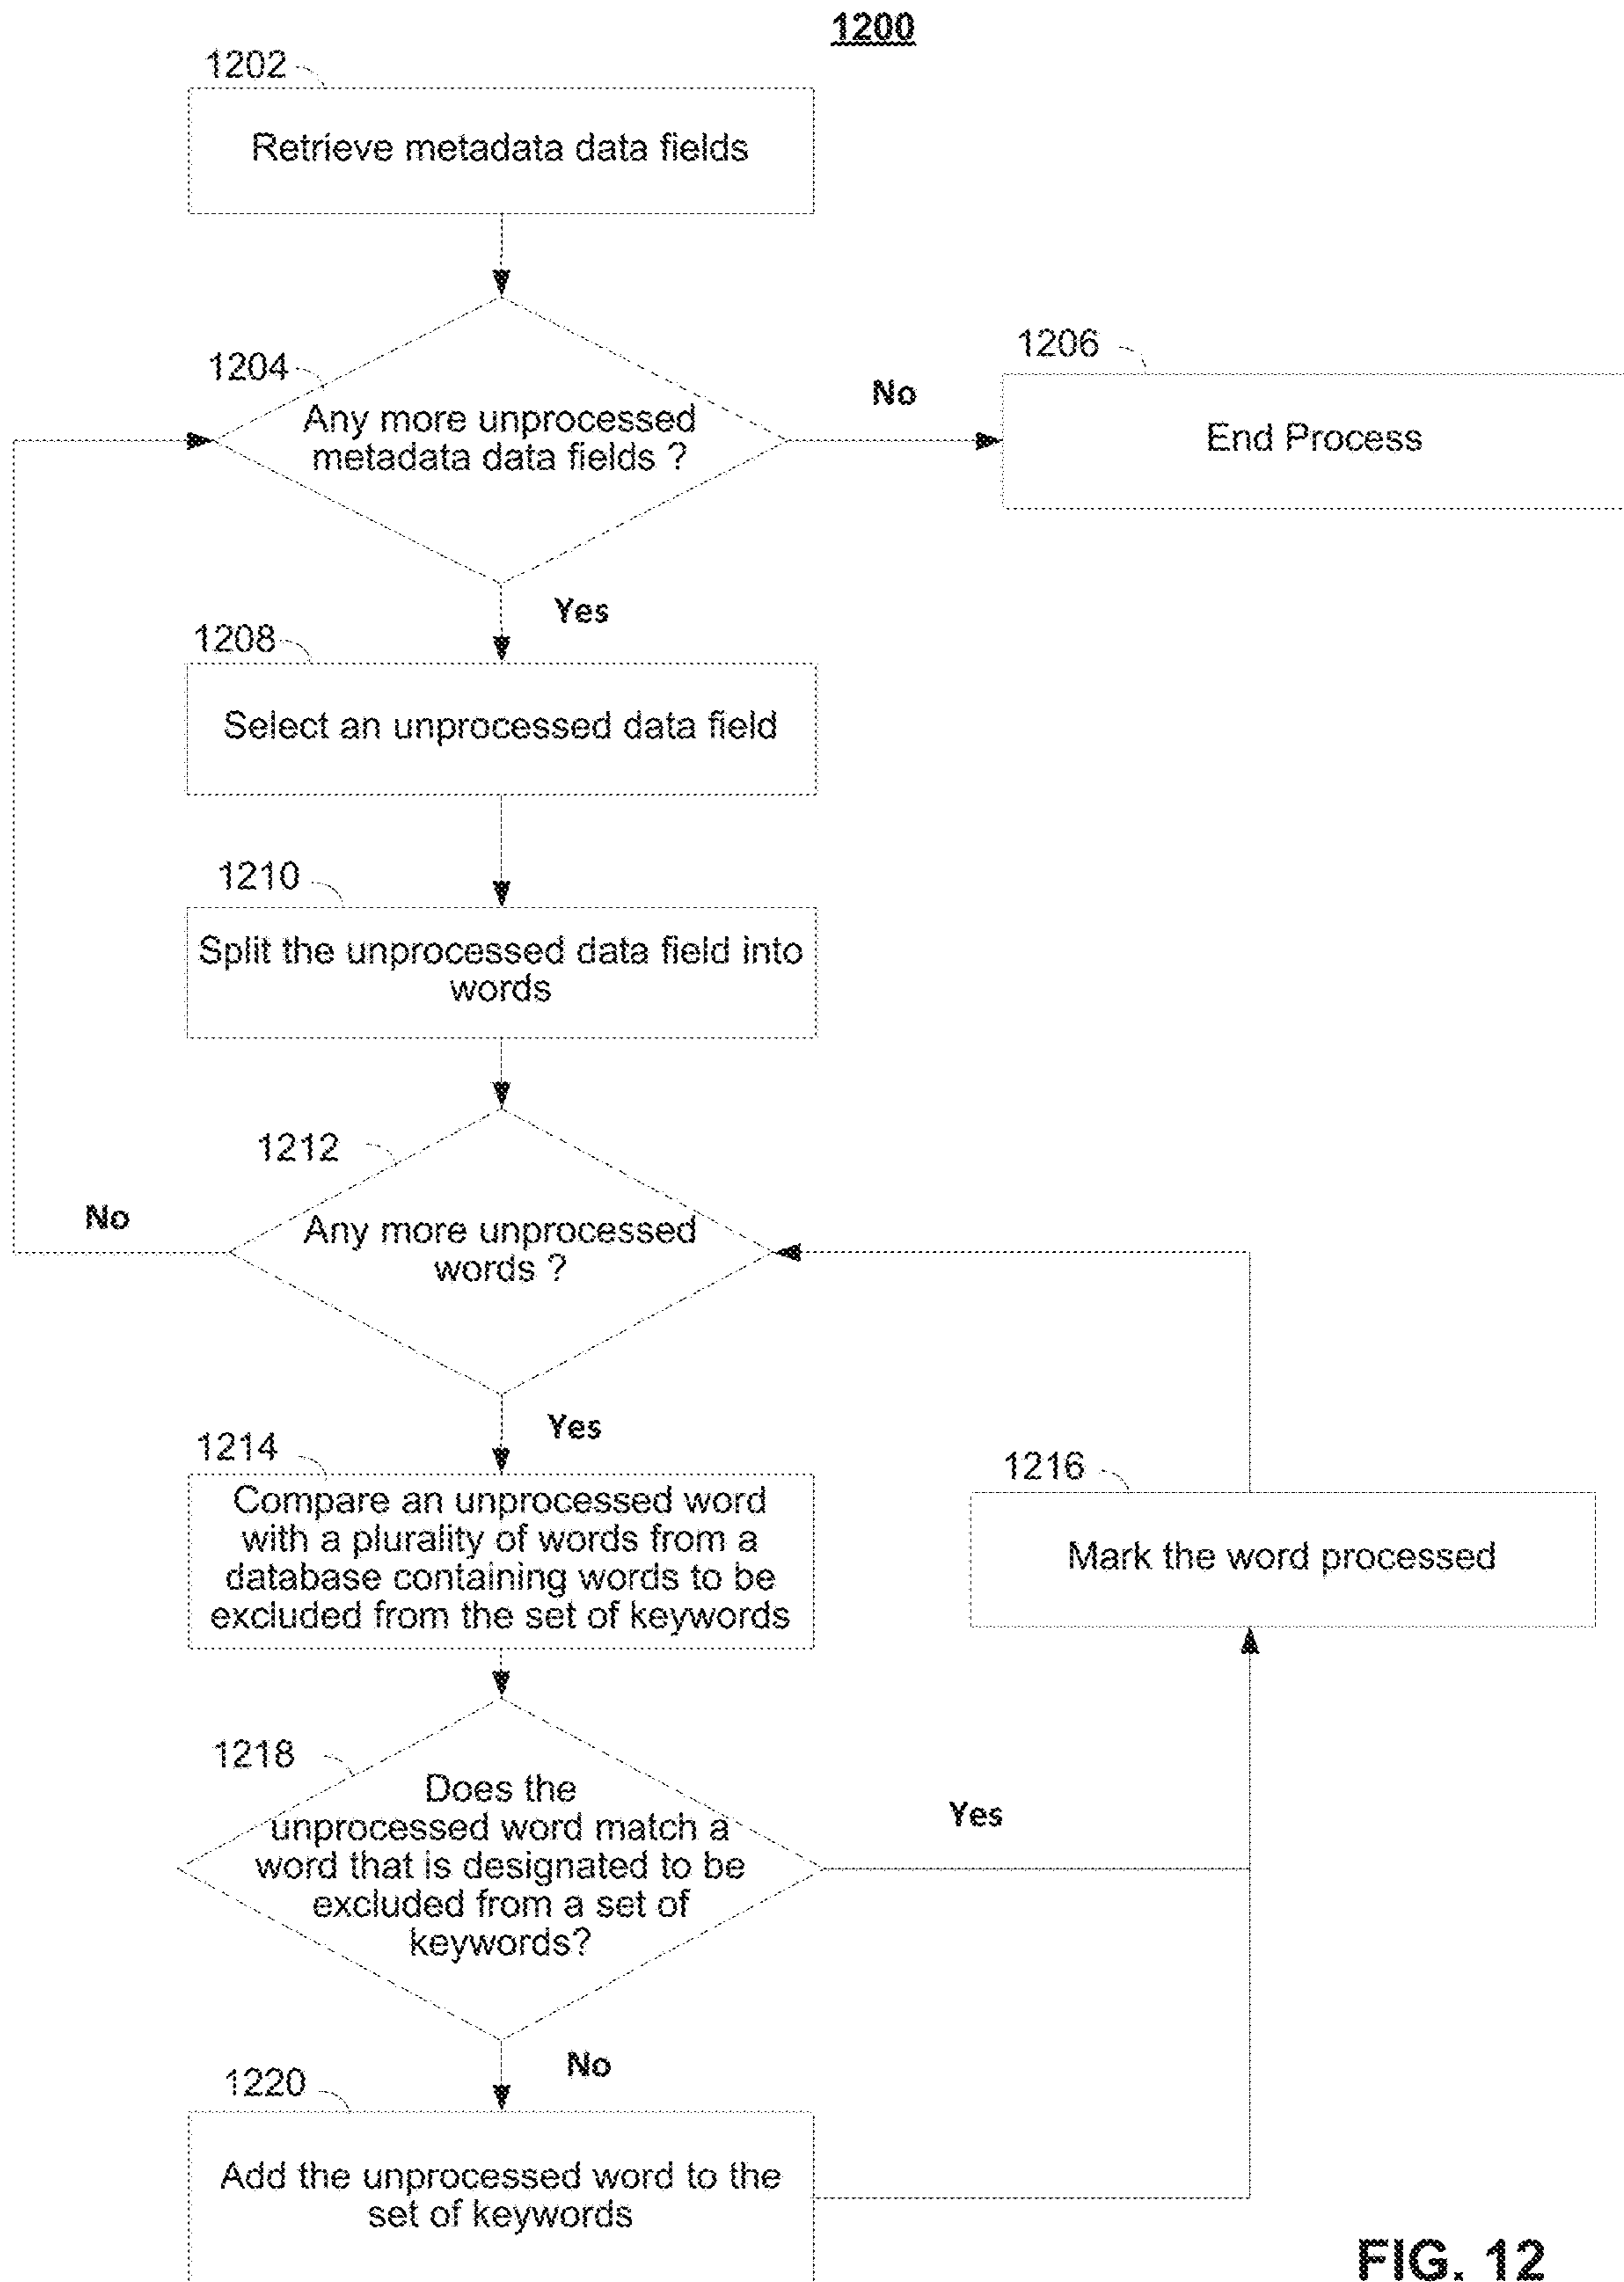 1200
1202
Retrieve metadata data fields
1204
Any more unprocessed
metadata data fields ?
No
1206
End Process
Yes
1208
Select an unprocessed data field
1210
Split the unprocessed data field into
words
1212
Any more unprocessed
words ?
No
Yes
1214
Compare an unprocessed word
with a plurality of words from a
database containing words to be
excluded from the set of keywords
1216
Mark the word processed
1218
Does the
unprocessed word match a
word that is designated to be
excluded from a set of
keywords?
Yes
No
1220
Add the unprocessed word to the
set of keywords
FIG. 12